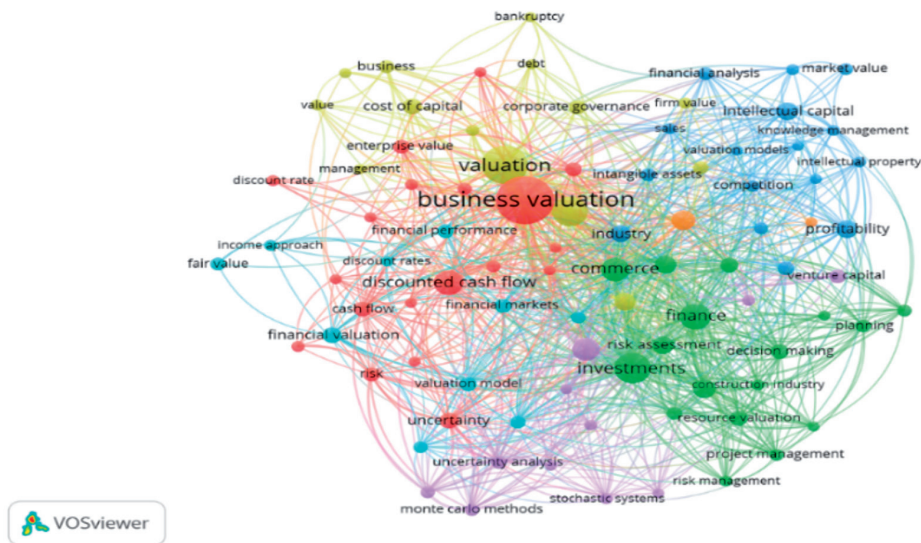 bankruptcy
business
debt
financial analysis
market value
value
cost of capital
corporate governance
firm value
intellectual capital
sales
knowledge management
enterprise value
valuation models
valuation
intellectual property
management
intangible assets
discount rate
competition
business valuation
financial performance
industry
profitability
income approach
fair value
discount rates
commerce
venture capital
discounted cash flow
financial markets
cash flow
finance
planning
financial valuation
risk assessment
decision making
investments
risk
valuation model
construction industry
uncertainty
resource valuation
project management
uncertainty analysis
risk management
stochastic systems
monte carlo methods
VOSviewer